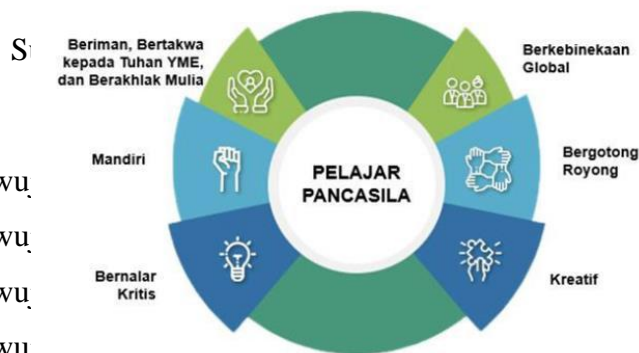 Beriman, Bertakwa
kepada Tuhan YME,
dan Berakhlak Mulia
Berkebinekaan
Global
Mandiri
PELAJAR
PANCASILA
Bergotong
Royong
Bernalar
Kritis
Kreatif